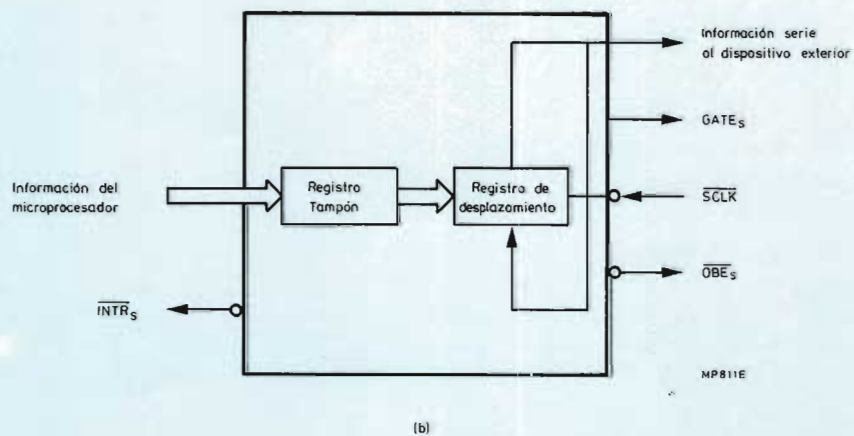 Información serie
al dispositivo exterior
GATEs
Información del
microprocesador
Registro
Tampón
Registro de
desplazamiento
SCLK
OBEs
INTRs
MP811E
(b)